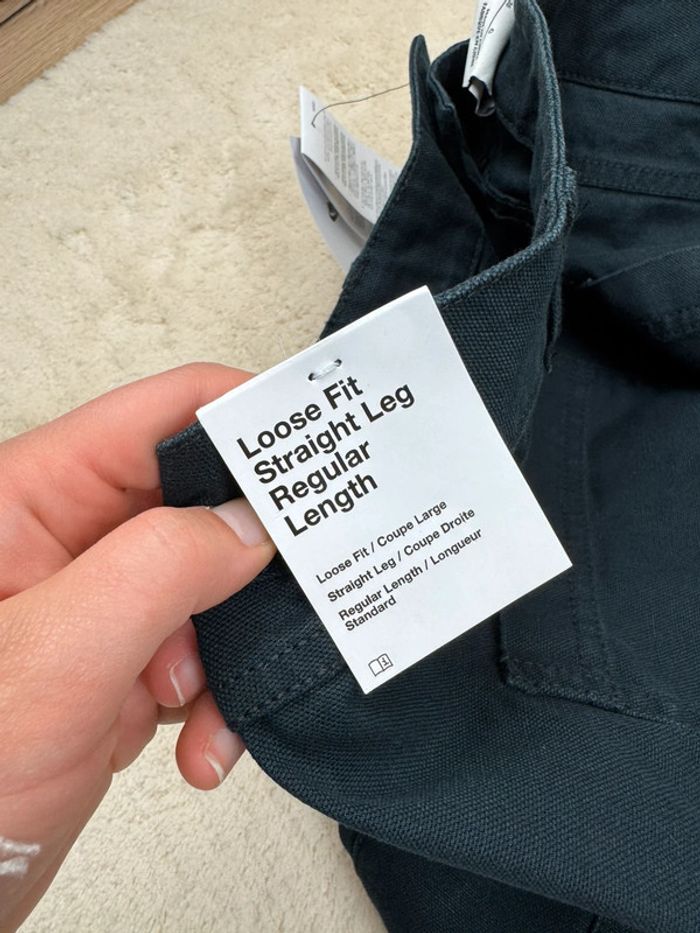 Loose Fit
Straight Leg
Regular
Length
Loose Fit / Coupe Large
Straight Leg / Coupe Droite
Regular Length / Longueur
Standard